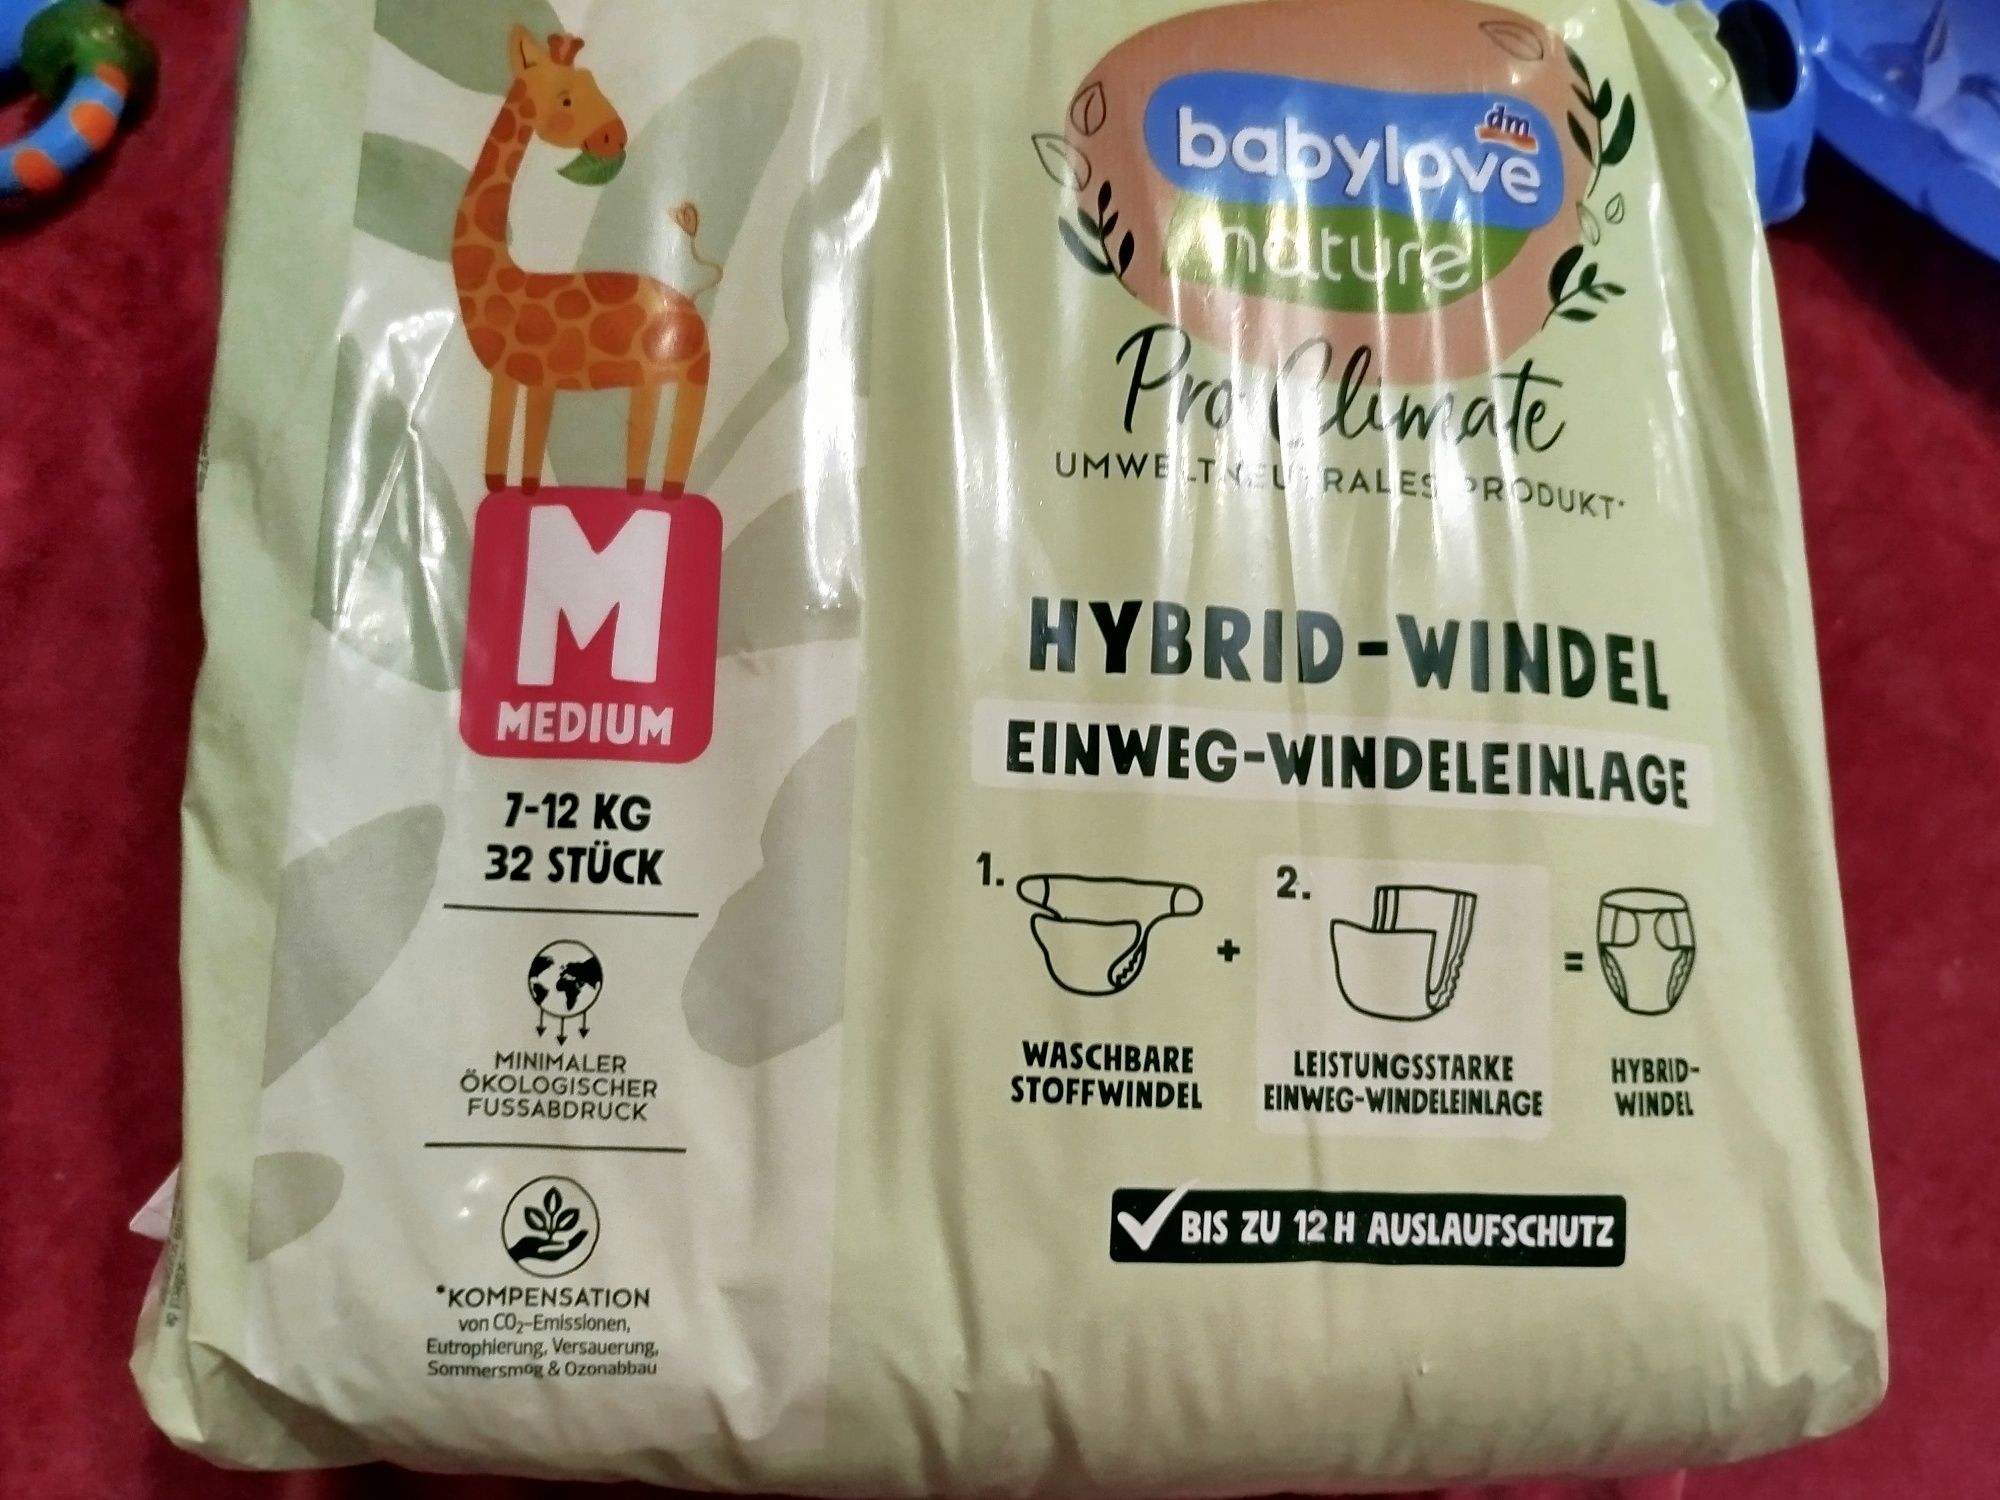 dm
babylove
nature
Pro Climate
UMWELTNEUTRALES PRODUKT*
M
MEDIUM
7-12 KG
32 STÜCK
MINIMALER
ÖKOLOGISCHER
FUSSABDRUCK
*KOMPENSATION
von CO₂-Emissionen,
Eutrophierung, Versauerung,
Sommersmog & Ozonabbau
HYBRID-WINDEL
EINWEG-WINDELEINLAGE
1.
WASCHBARE
STOFFWINDEL
+
2.
LEISTUNGSSTARKE
EINWEG-WINDELEINLAGE
=
HYBRID-
WINDEL
BIS ZU 12 H AUSLAUFSCHUTZ